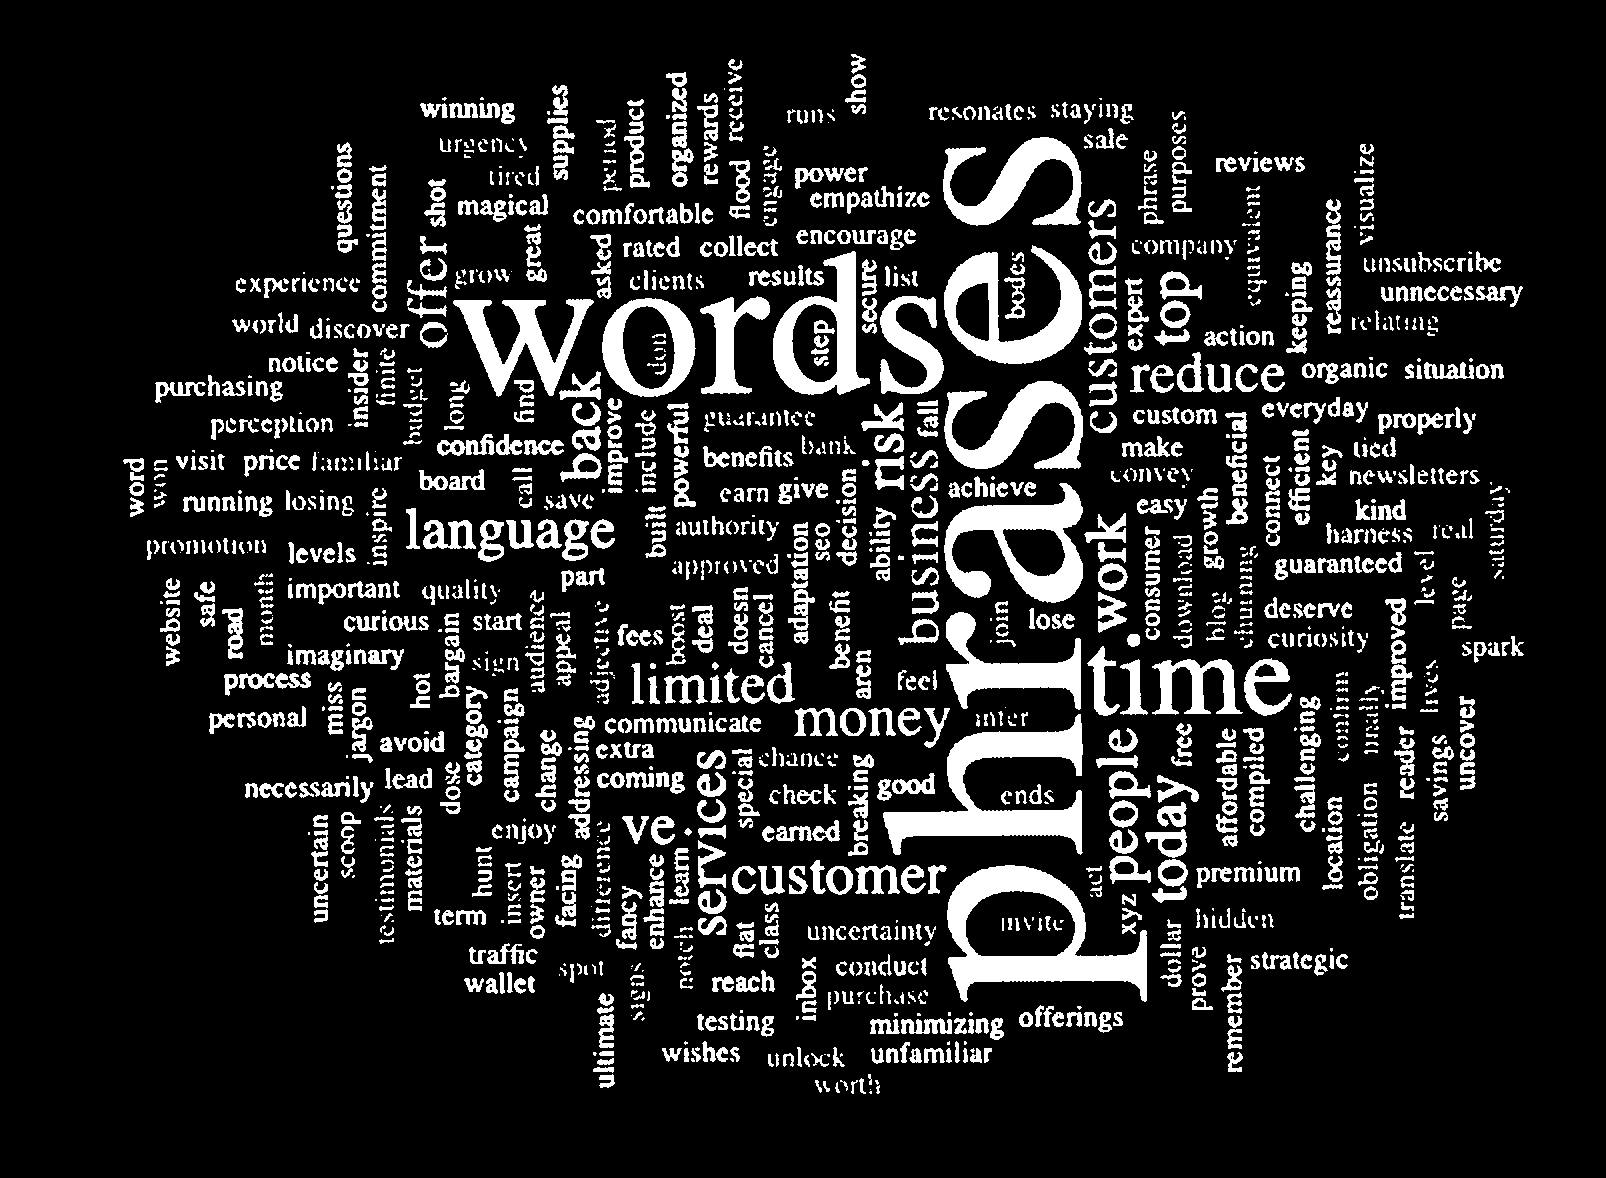 winning
urgency
tired
magical
supplies
period
product
organized
rewards
receive
flood
engage
runs
show
resonates
staying
sale
phrase
purposes
reviews
visualize
questions
commitment
shot
offer
grow
great
comfortable
asked
rated
collect
encourage
power
empathize
clients
results
secure
list
words
don
step
phrases
bodes
customers
company
equivalent
expert
top
action
keeping
reassurance
unsubscribe
unnecessary
relating
experience
world
discover
notice
purchasing
insider
finite
budget
long
find
back
improve
include
powerful
guarantee
benefits
bank
risk
fall
reduce
organic
situation
custom
everyday
properly
make
beneficial
efficient
key
tied
convey
connect
newsletters
perception
confidence
word
won
visit
price
familiar
board
call
save
running
losing
inspire
language
built
earn
give
authority
decision
seo
adaptation
ability
business
achieve
easy
growth
kind
harness
real
saturday
promotion
levels
approved
work
consumer
download
blog
churning
guaranteed
level
page
website
safe
road
month
important
quality
part
curious
start
audience
appeal
adjective
fees
boost
deal
doesn
cancel
benefit
aren
join
lose
deserve
curiosity
improved
spark
imaginary
sign
bargain
process
miss
jargon
hot
personal
limited
feel
time
communicate
money
infer
lives
uncover
avoid
category
campaign
change
addressing
extra
coming
services
special
chance
check
breaking
good
ends
people
free
today
affordable
compiled
challenging
confirm
really
reader
savings
necessarily
lead
dose
enjoy
ve
earned
uncertain
scoop
testimonials
materials
hunt
insert
owner
facing
difference
fancy
enhance
learn
customer
act
premium
location
obligation
translate
term
notch
flat
class
uncertainty
invite
xyz
hidden
traffic
wallet
spot
signs
reach
inbox
conduct
purchase
dollar
prove
remember
strategic
ultimate
testing
minimizing
offerings
wishes
unlock
unfamiliar
worth